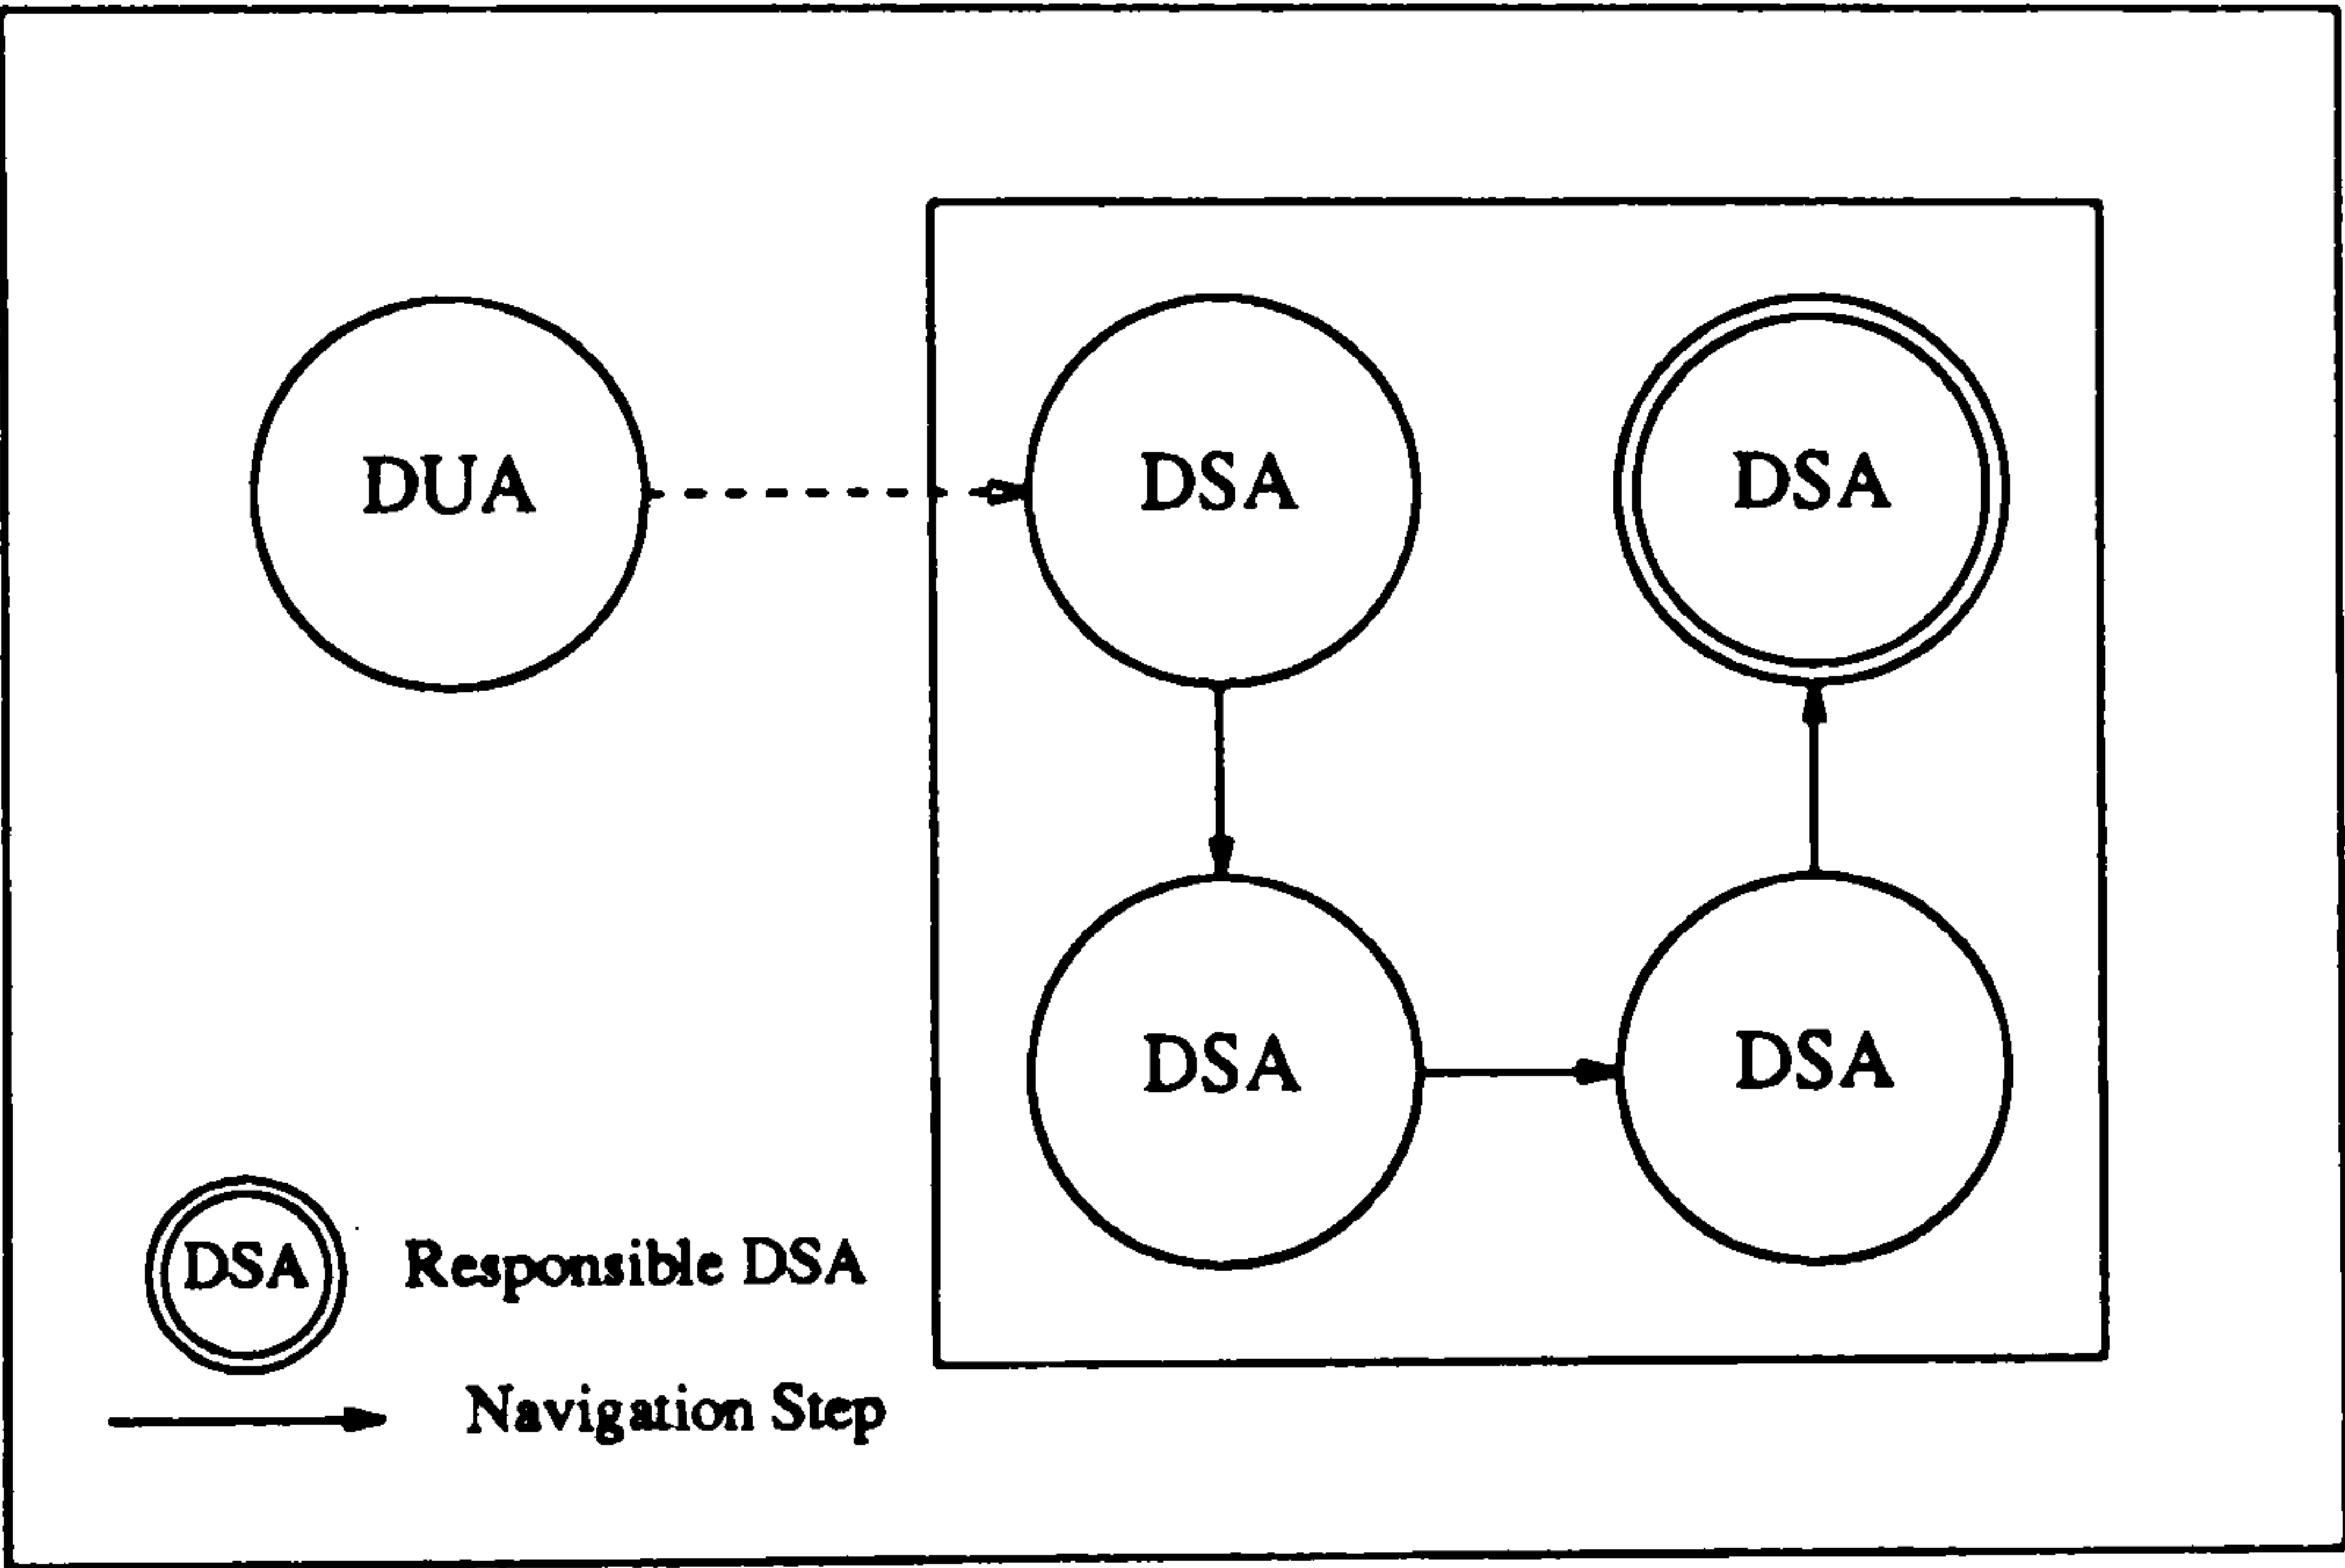 DUA
DSA
DSA
DSA
DSA
DSA
Responsible DSA
Navigation Step